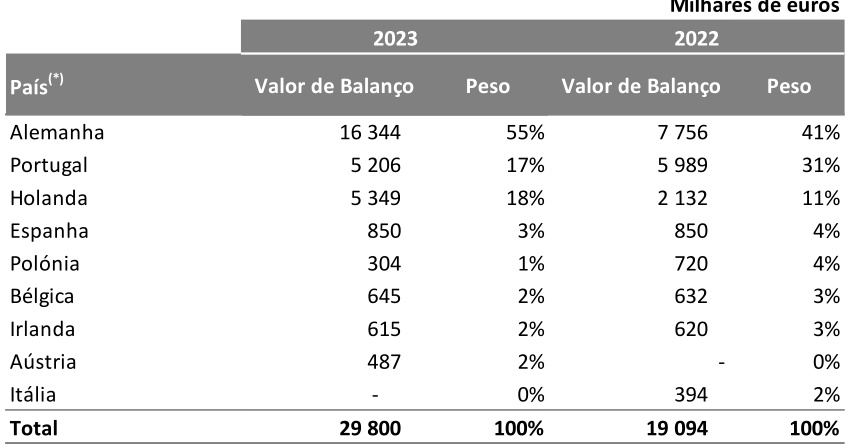 Milhares de euros
2023 2022
País(*) Valor de Balanço Peso Valor de Balanço Peso
Alemanha 16 344 55% 7 756 41%
Portugal 5 206 17% 5 989 31%
Holanda 5 349 18% 2 132 11%
Espanha 850 3% 850 4%
Polónia 304 1% 720 4%
Bélgica 645 2% 632 3%
Irlanda 615 2% 620 3%
Aústria 487 2% - 0%
Itália - 0% 394 2%
Total 29 800 100% 19 094 100%